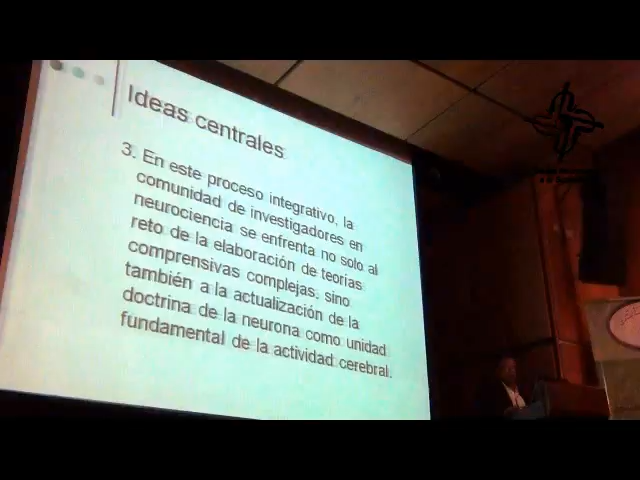 Ideas centrales
3. En este proceso integrativo, la
comunidad de investigadores en
neurociencia se enfrenta no solo al
reto de la elaboración de teorías
comprensivas complejas, sino
también a la actualización de la
doctrina de la neurona como unidad
fundamental de la actividad cerebral.